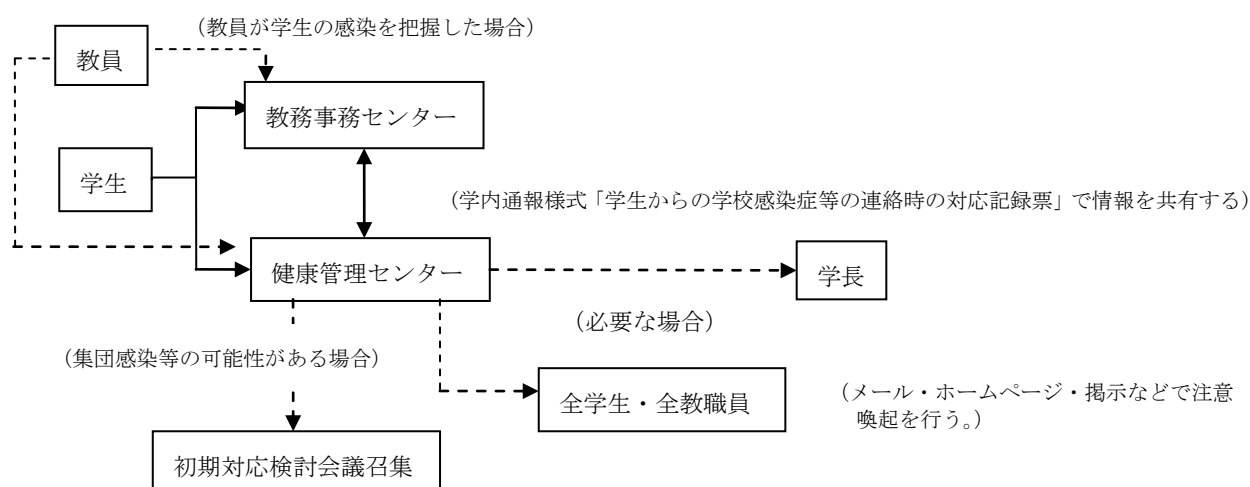 （教員が学生の感染を把握した場合）
教員
教務事務センター
学生
（学内通報様式「学生からの学校感染症等の連絡時の対応記録票」で情報を共有する）
健康管理センター
学長
（必要な場合）
（集団感染等の可能性がある場合）
全学生・全教職員
（メール・ホームページ・掲示などで注意
喚起を行う。）
初期対応検討会議召集